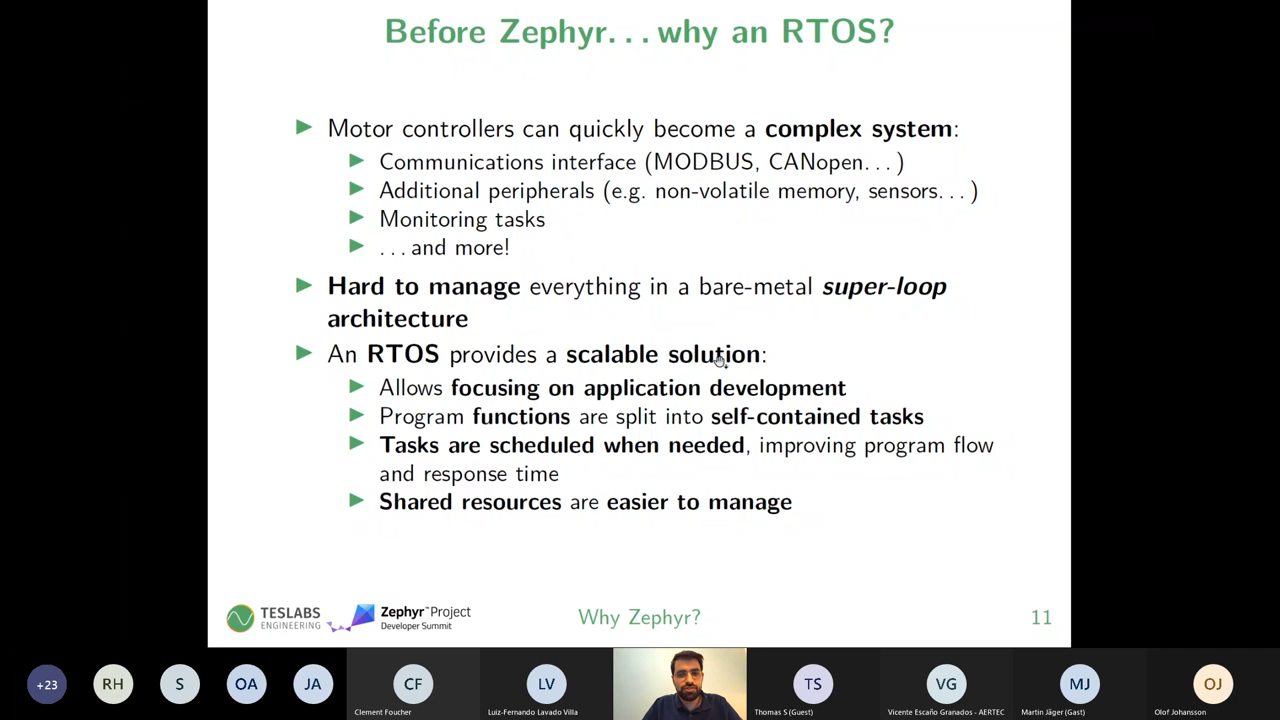 Before Zephyr. . . why an RTOS?
Motor controllers can quickly become a complex system:
Communications interface (MODBUS, CANopen. . . )
Additional peripherals (e.g. non-volatile memory, sensors. . . )
Monitoring tasks
. . . and more!
Hard to manage everything in a bare-metal super-loop
architecture
An RTOS provides a scalable solution:
Allows focusing on application development
Program functions are split into self-contained tasks
Tasks are scheduled when needed, improving program flow
and response time
Shared resources are easier to manage
TESLABS
ENGINEERING
Zephyr™Project
Developer Summit
Why Zephyr?
11
+23
RH
S
OA
JA
CF
Clement Foucher
LV
Luiz-Fernando Lavado Villa
TS
Thomas S (Guest)
VG
Vicente Escaño Granados - AERTEC
MJ
Martin Jäger (Gast)
OJ
Olof Johansson